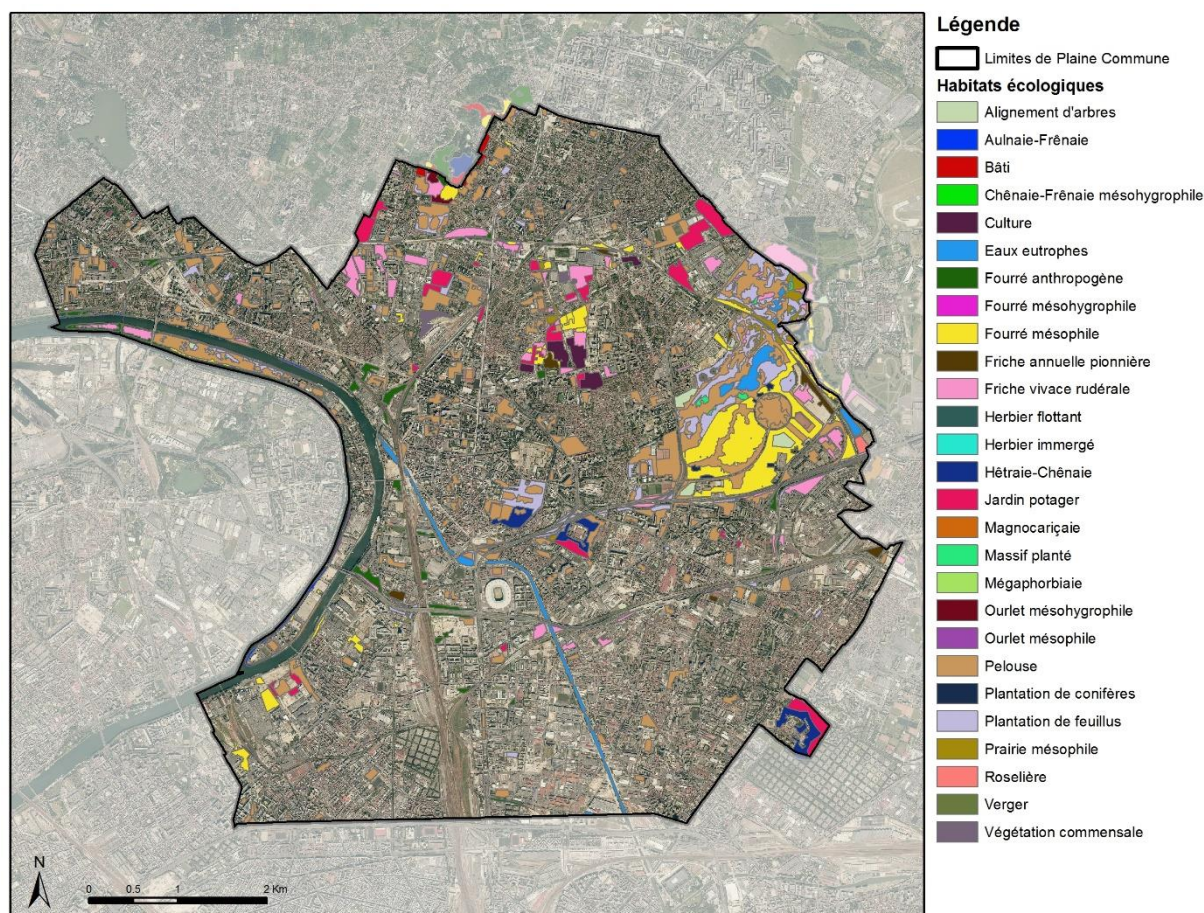 Légende
Limites de Plaine Commune
Habitats écologiques
Alignement d'arbres
Aulnaie-Frênaie
Bâti
Chênaie-Frênaie mésohygrophile
Culture
Eaux eutrophes
Fourré anthropogène
Fourré mésohygrophile
Fourré mésophile
Friche annuelle pionnière
Friche vivace rudérale
Herbier flottant
Herbier immergé
Hêtraie-Chênaie
Jardin potager
Magnocariçaie
Massif planté
Mégaphorbiaie
Ourlet mésohygrophile
Ourlet mésophile
Pelouse
Plantation de conifères
Plantation de feuillus
Prairie mésophile
Roselière
Verger
Végétation commensale
N
0 0.5 1 2 Km